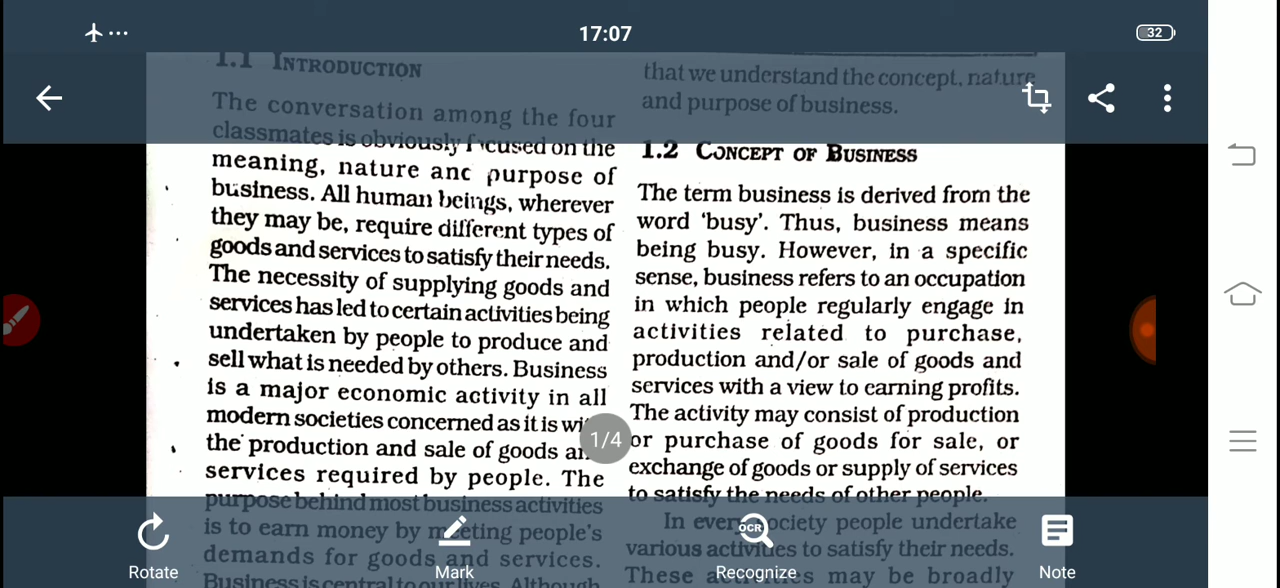 17:07
32
1.1 INTRODUCTION
The conversation among the four
classmates is obviously focused on the
meaning, nature and purpose of
business. All human beings, wherever
they may be, require different types of
goods and services to satisfy their needs.
The necessity of supplying goods and
services has led to certain activities being
undertaken by people to produce and
sell what is needed by others. Business
is a major economic activity in all
modern societies concerned as it is
the production and sale of goods
services required by people. The
purpose behind most business activities
is to earn money by meeting people's
demands for goods and services.
Business is central to our lives. Although
that we understand the concept, nature
and purpose of business.
1.2 CONCEPT OF BUSINESS
The term business is derived from the
word 'busy'. Thus, business means
being busy. However, in a specific
sense, business refers to an occupation
in which people regularly engage in
activities related to purchase,
production and/or sale of goods and
services with a view to earning profits.
The activity may consist of production
or purchase of goods for sale, or
exchange of goods or supply of services
to satisfy the needs of other people.
In every society people undertake
various activities to satisfy their needs.
These activities may be broadly
1/4
OCR
Rotate
Mark
Recognize
Note